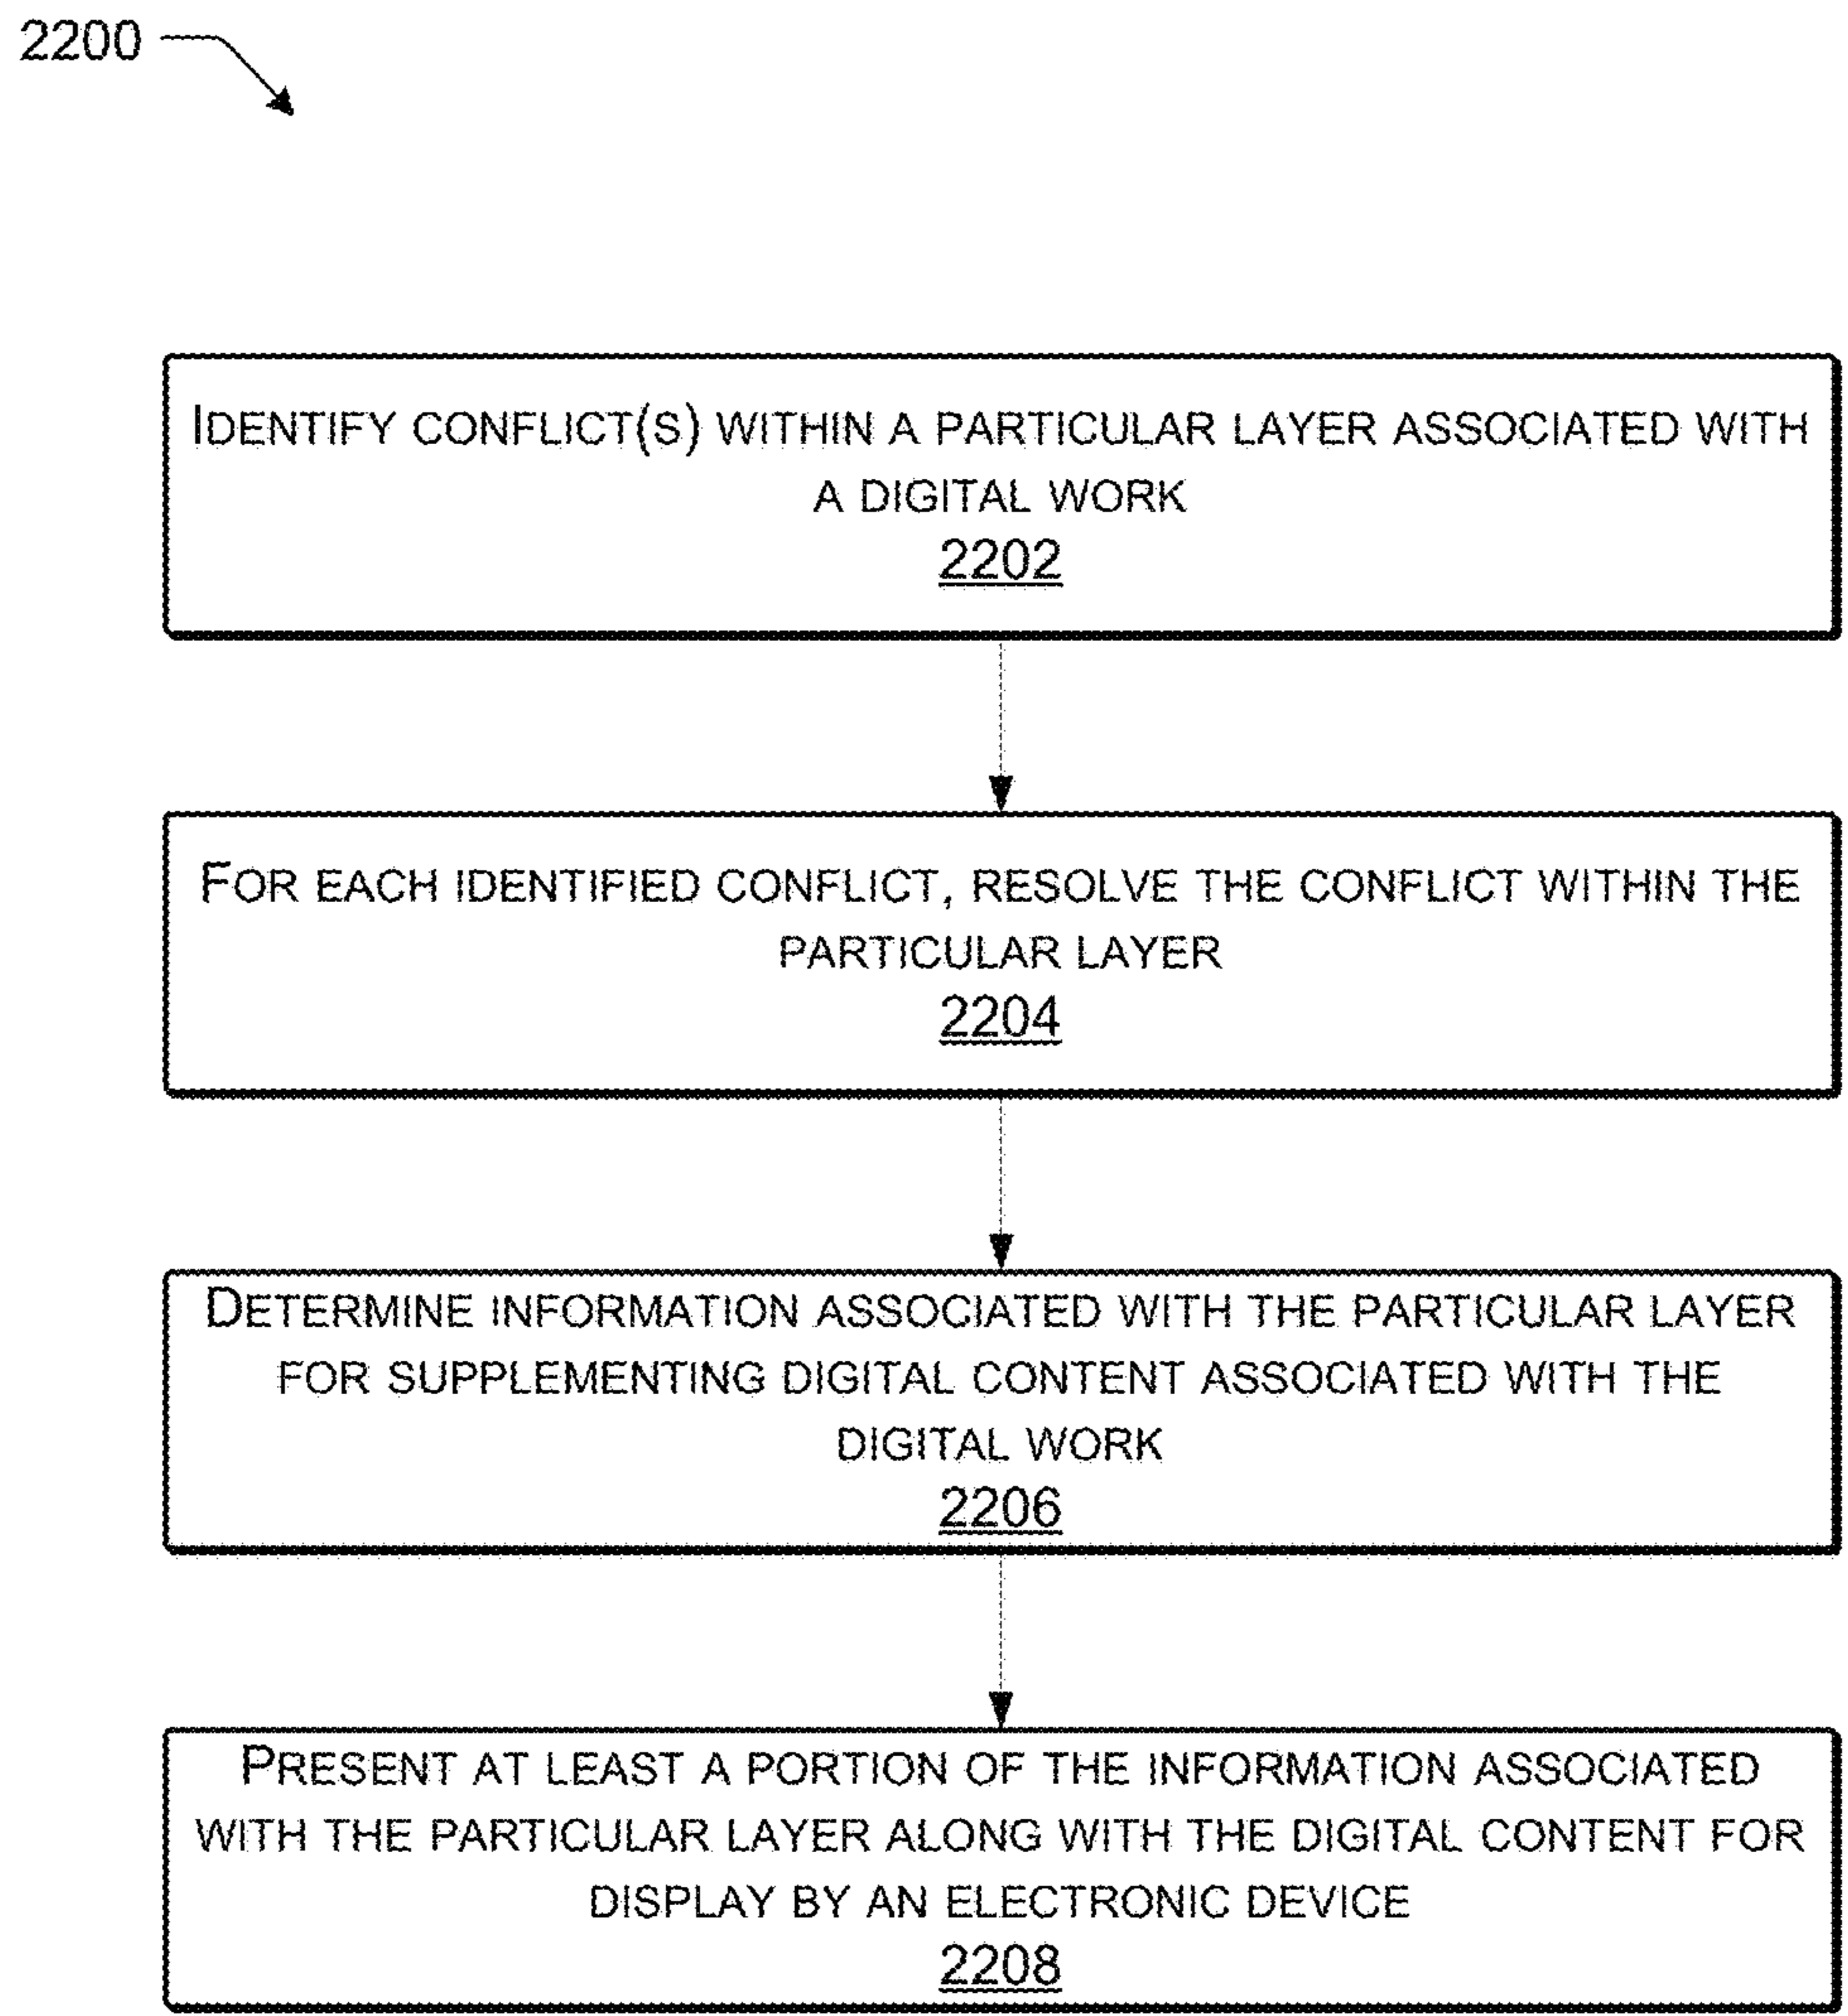 2200
IDENTIFY CONFLICT(S) WITHIN A PARTICULAR LAYER ASSOCIATED WITH
A DIGITAL WORK
2202
FOR EACH IDENTIFIED CONFLICT, RESOLVE THE CONFLICT WITHIN THE
PARTICULAR LAYER
2204
DETERMINE INFORMATION ASSOCIATED WITH THE PARTICULAR LAYER
FOR SUPPLEMENTING DIGITAL CONTENT ASSOCIATED WITH THE
DIGITAL WORK
2206
PRESENT AT LEAST A PORTION OF THE INFORMATION ASSOCIATED
WITH THE PARTICULAR LAYER ALONG WITH THE DIGITAL CONTENT FOR
DISPLAY BY AN ELECTRONIC DEVICE
2208